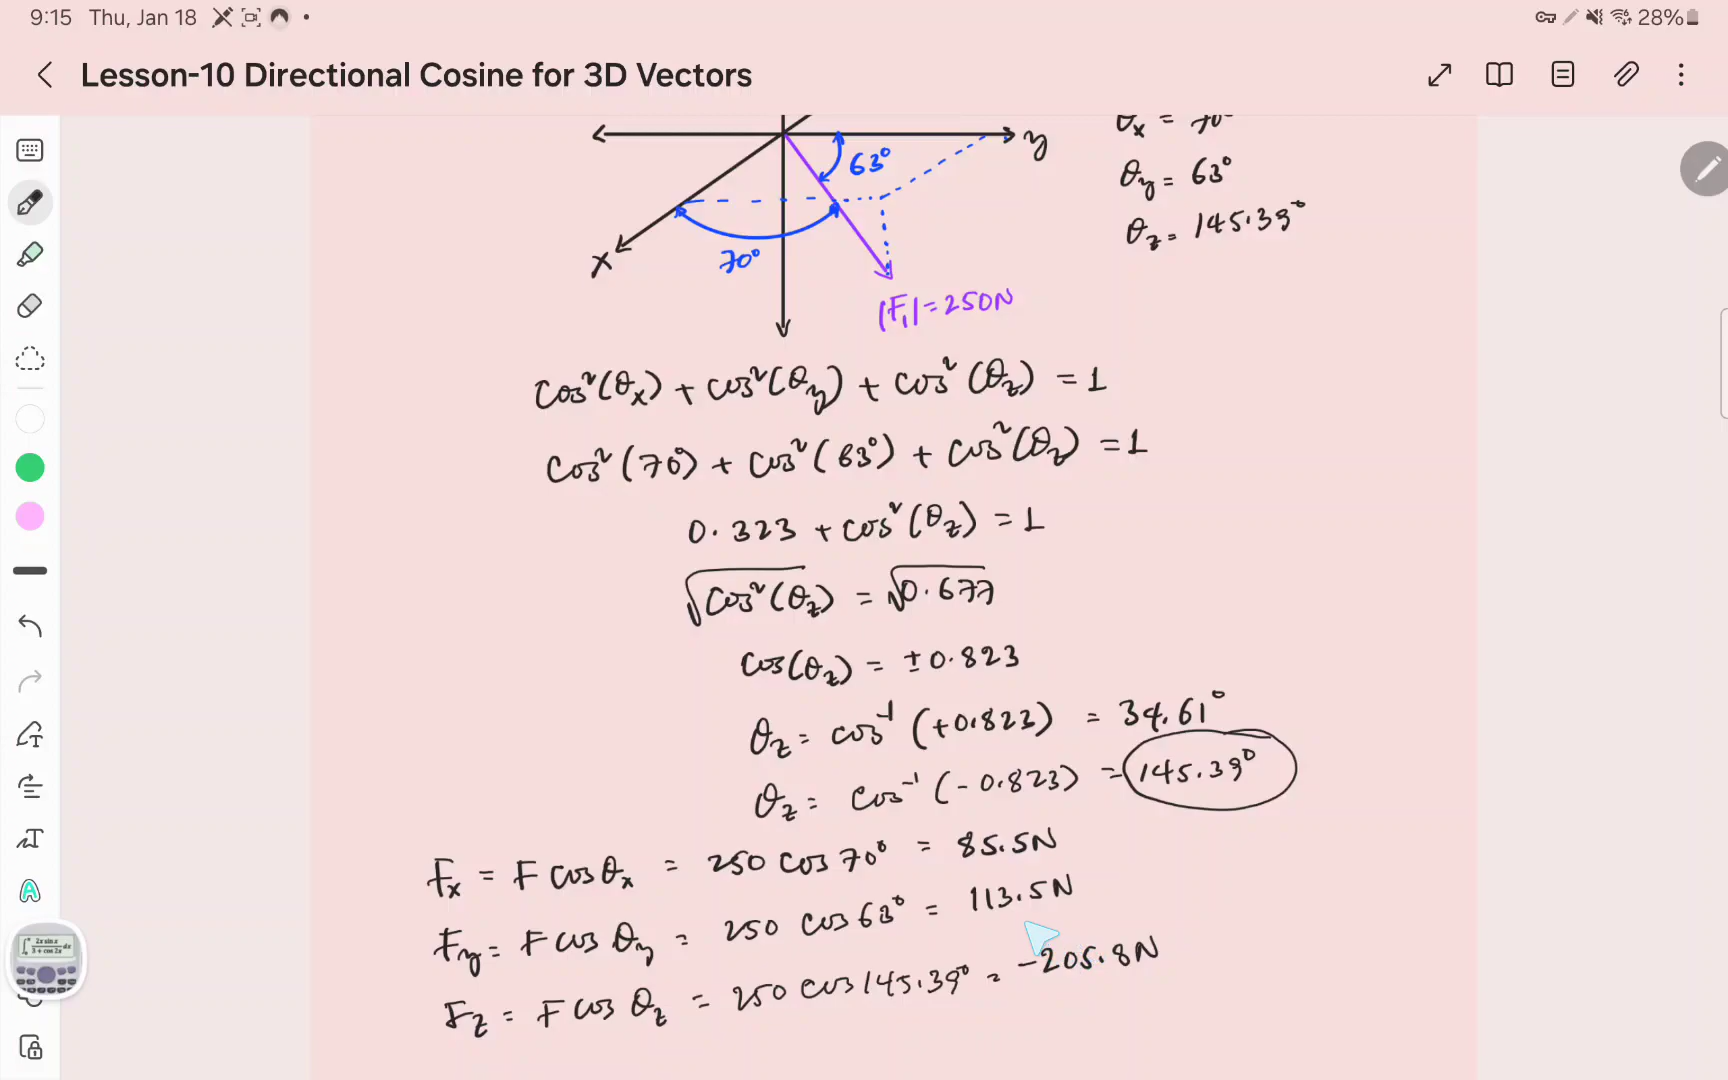 9:15 Thu, Jan 18 28%
Lesson-10 Directional Cosine for 3D Vectors
θx = 70°
y
63°
θy = 63°
θz = 145.39°
x
70°
|F₁| = 250N
cos²(θx) + cos²(θy) + cos²(θz) = 1
cos²(70°) + cos²(63°) + cos²(θz) = 1
0.323 + cos²(θz) = 1
√cos²(θz) = √0.677
cos(θz) = ±0.823
θz = cos⁻¹(+0.823) = 34.61°
θz = cos⁻¹(-0.823) = 145.39°
Fx = F cos θx = 250 cos 70° = 85.5N
Fy = F cos θy = 250 cos 63° = 113.5N
Fz = F cos θz = 250 cos 145.39° = -205.8N